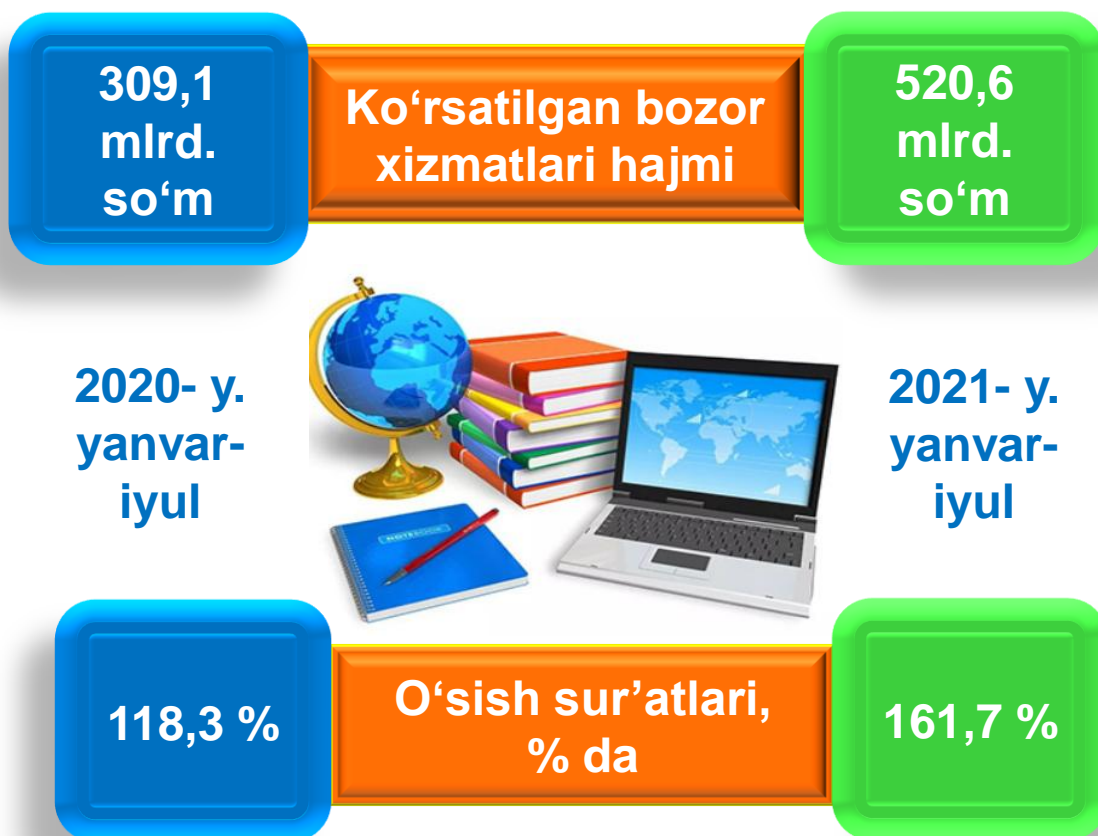 309,1
mlrd.
so‘m
Ko‘rsatilgan bozor
xizmatlari hajmi
520,6
mlrd.
so‘m
2020- y.
yanvar-
iyul
NOTEBOOK
2021- y.
yanvar-
iyul
118,3 %
O‘sish sur’atlari,
% da
161,7 %